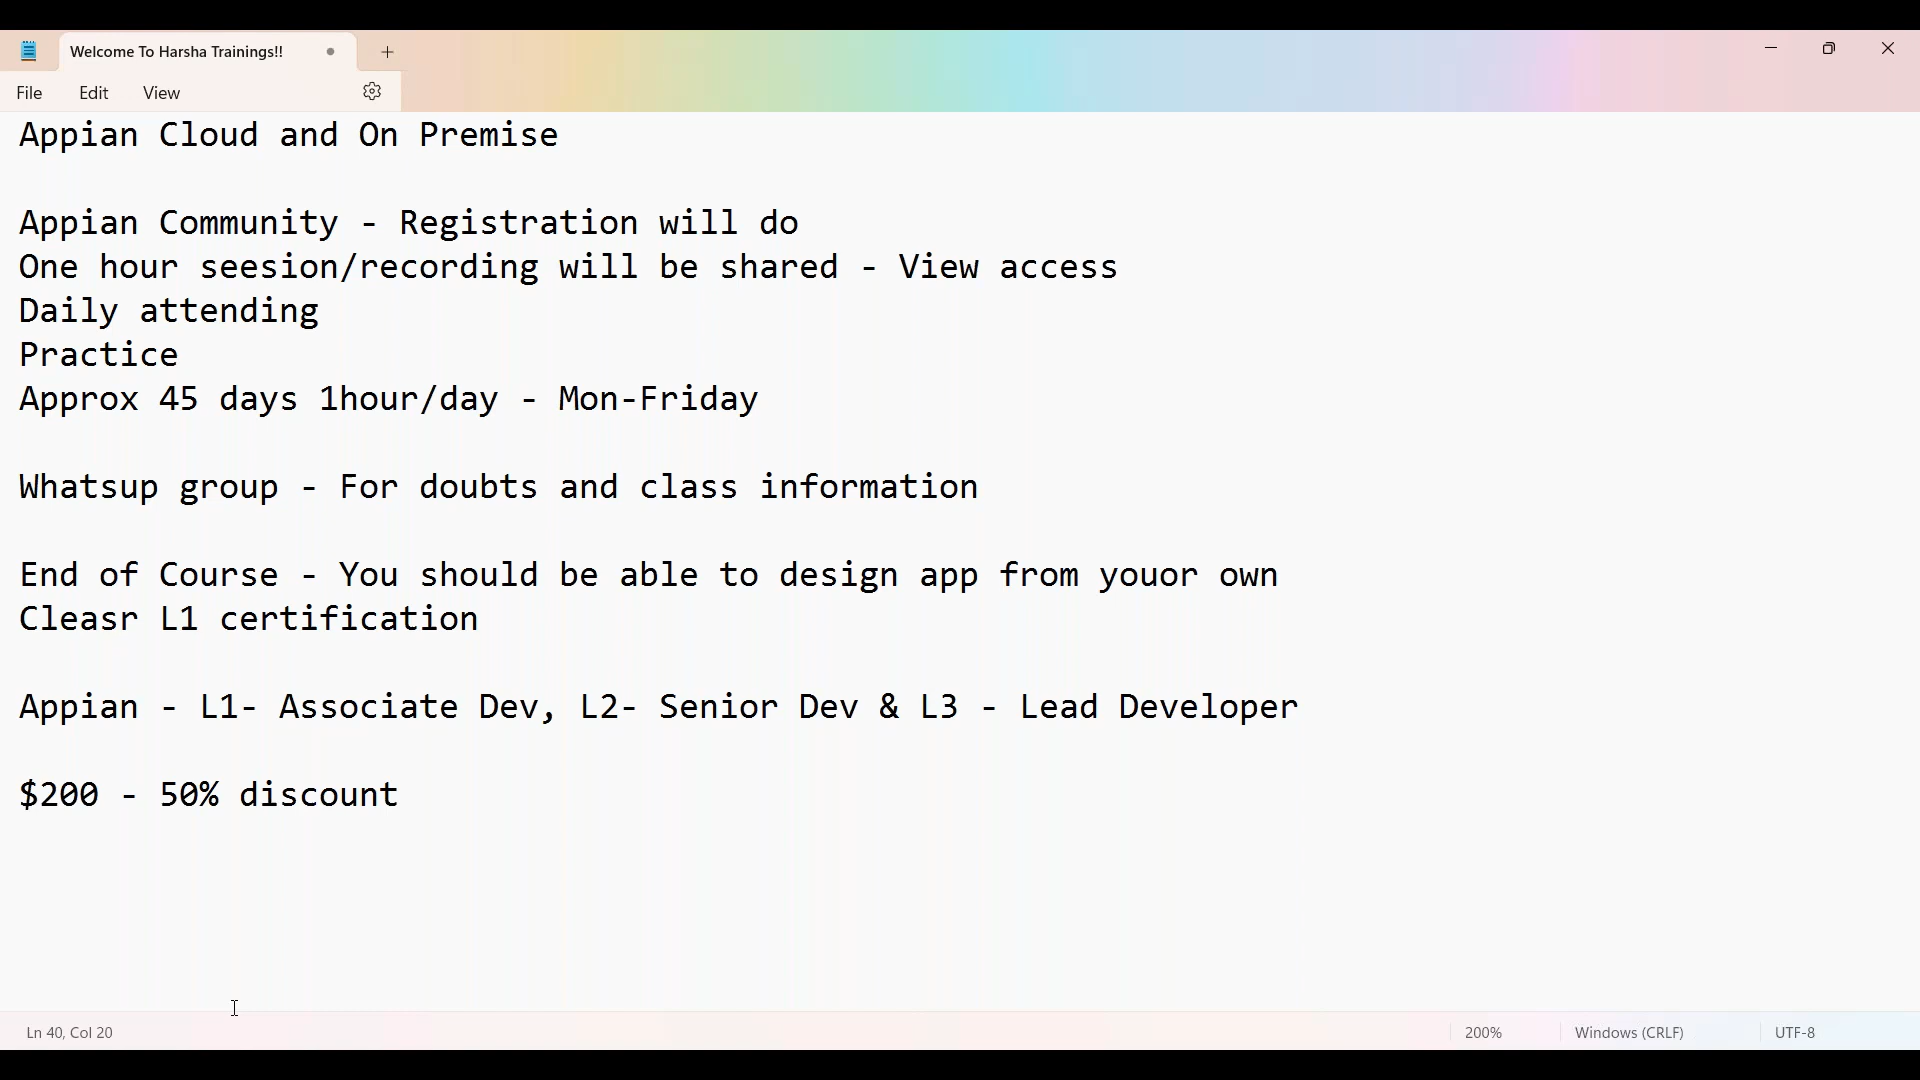 Welcome To Harsha Trainings!!
File Edit View
Appian Cloud and On Premise
Appian Community - Registration will do
One hour seesion/recording will be shared - View access
Daily attending
Practice
Approx 45 days 1hour/day - Mon-Friday
Whatsup group - For doubts and class information
End of Course - You should be able to design app from youor own
Cleasr L1 certification
Appian - L1- Associate Dev, L2- Senior Dev & L3 - Lead Developer
$200 - 50% discount
Ln 40, Col 20 200% Windows (CRLF) UTF-8